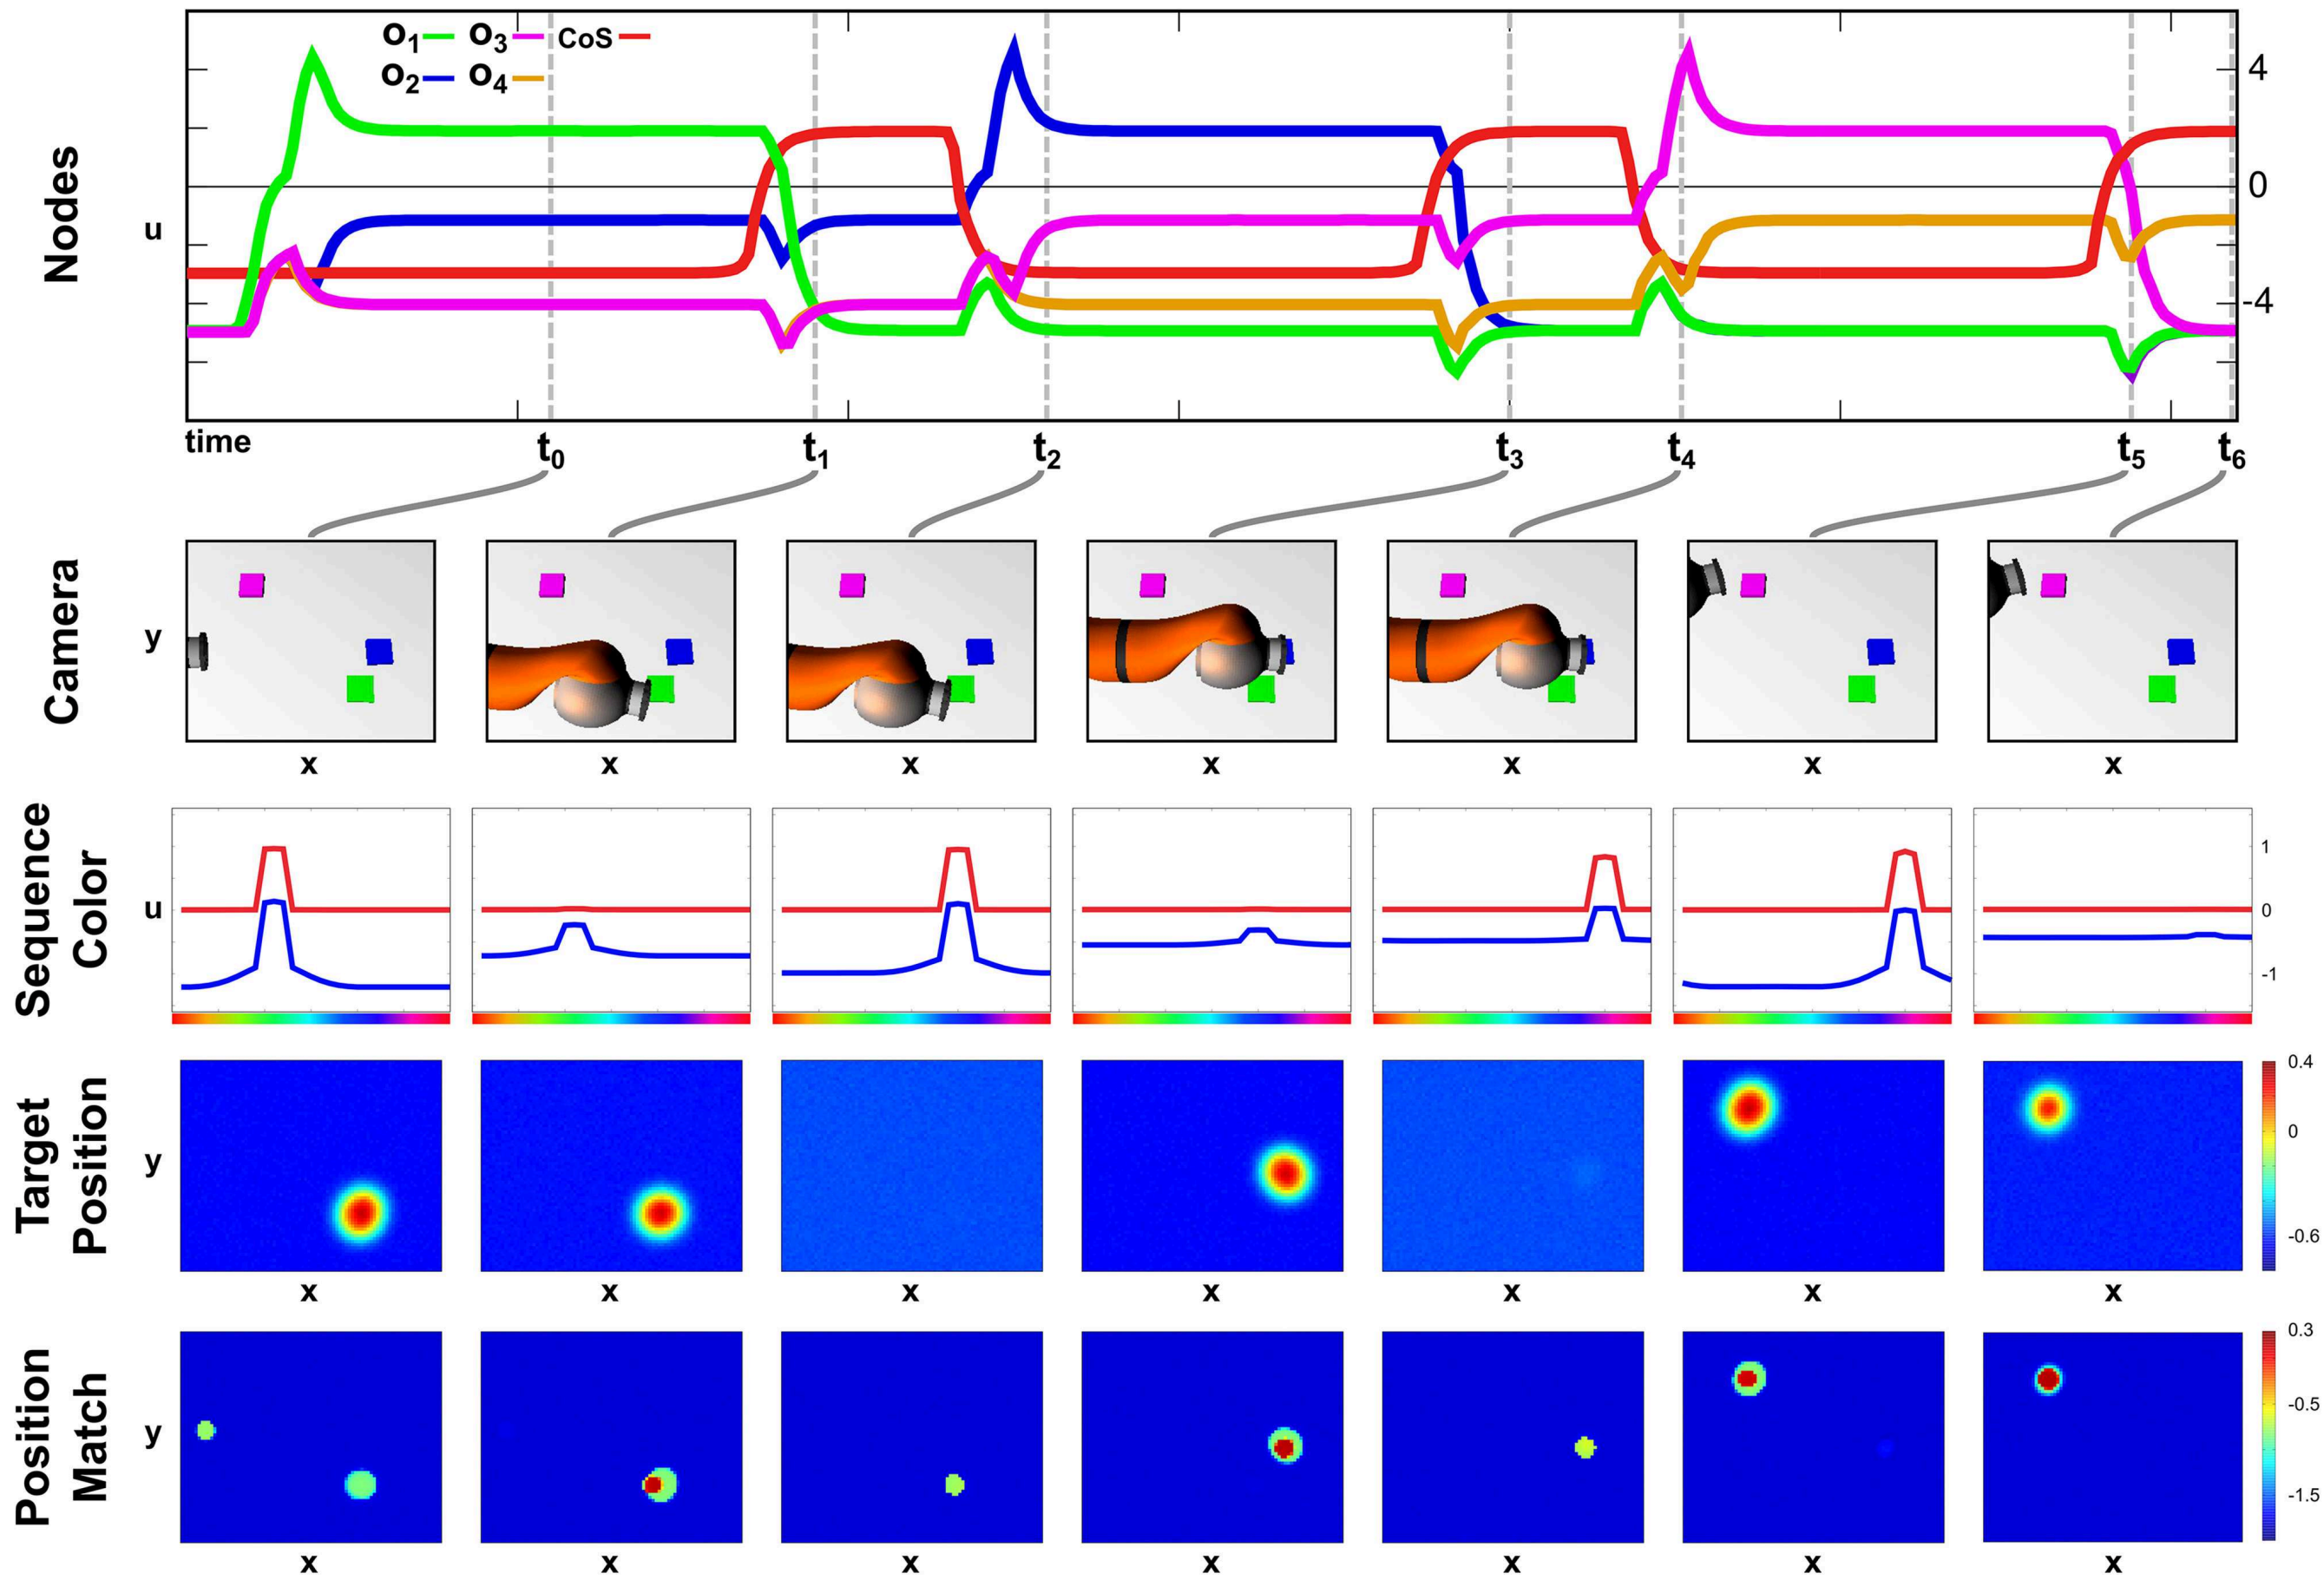 O1 O3 CoS
O2 O4
4
0
-4
Nodes
u
time t0 t1 t2 t3 t4 t5 t6
Camera
y
x x x x x x x
Sequence
Color
u
1
0
-1
Target
Position
y
0.4
0
-0.6
x x x x x x x
Position
Match
y
0.3
-0.5
-1.5
x x x x x x x